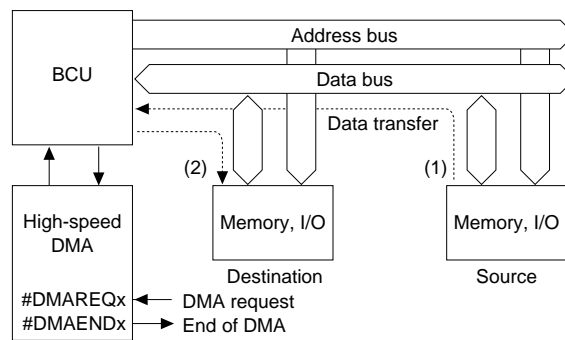 Address bus
BCU
Data bus
Data transfer
(2)
(1)
High-speed
DMA
Memory, I/O
Memory, I/O
Destination
Source
#DMAREQx
DMA request
#DMAENDx
End of DMA